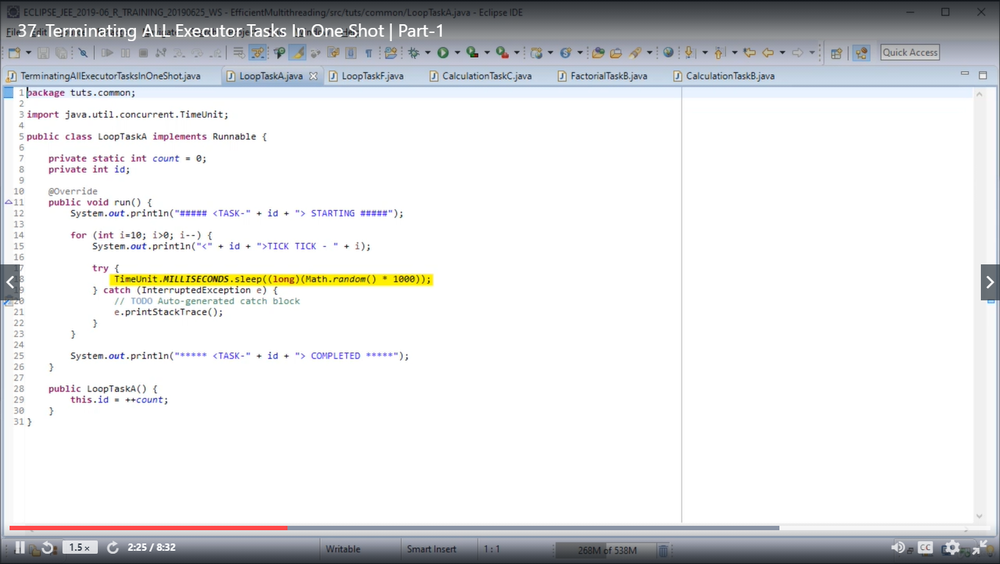 ECLIPSE_JEE_2019-06_R_TRAINING_20190625_WS - EfficientMultithreading/src/tuts/common/LoopTaskA.java - Eclipse IDE
37. Terminating ALL Executor Tasks In One Shot | Part-1
Quick Access
TerminatingAllExecutorTasksInOneShot.java
LoopTaskA.java
LoopTaskF.java
CalculationTaskC.java
FactorialTaskB.java
CalculationTaskB.java
1 package tuts.common;
2
3 import java.util.concurrent.TimeUnit;
4
5 public class LoopTaskA implements Runnable {
6
7 private static int count = 0;
8 private int id;
9
10 @Override
11 public void run() {
12 System.out.println("##### <TASK-" + id + "> STARTING #####");
13
14 for (int i=10; i>0; i--) {
15 System.out.println("<" + id + ">TICK TICK - " + i);
16
17 try {
18 TimeUnit.MILLISECONDS.sleep((long)(Math.random() * 1000));
19 } catch (InterruptedException e) {
20 // TODO Auto-generated catch block
21 e.printStackTrace();
22 }
23 }
24
25 System.out.println("***** <TASK-" + id + "> COMPLETED *****");
26 }
27
28 public LoopTaskA() {
29 this.id = ++count;
30 }
31 }
1.5 x
2:25 / 8:32
Writable
Smart Insert
1 : 1
268M of 538M
CC